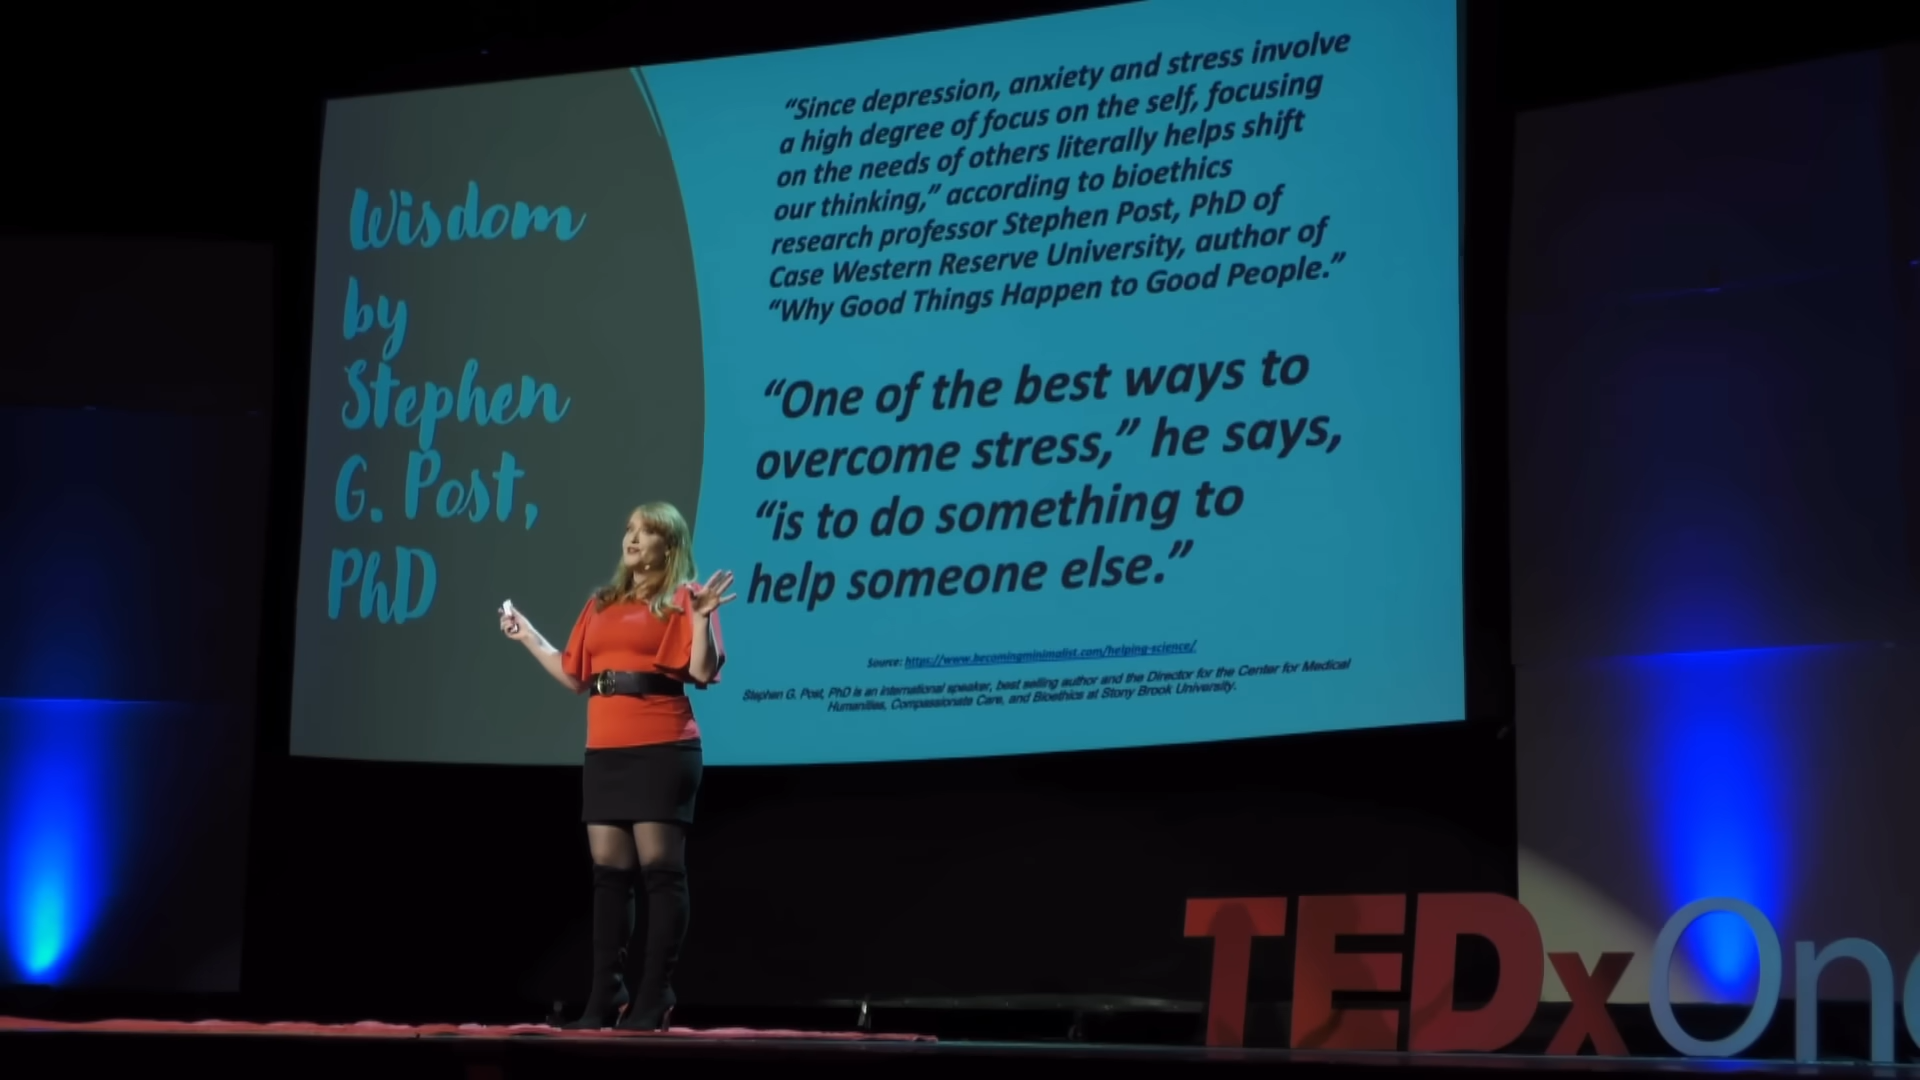 Wisdom
by
Stephen
G. Post,
PhD
“Since depression, anxiety and stress involve
a high degree of focus on the self, focusing
on the needs of others literally helps shift
our thinking,” according to bioethics
research professor Stephen Post, PhD of
Case Western Reserve University, author of
“Why Good Things Happen to Good People.”
“One of the best ways to
overcome stress,” he says,
“is to do something to
help someone else.”
Source: https://www.becomingminimalist.com/helping-science/
Stephen G. Post, PhD is an international speaker, best selling author and the Director for the Center for Medical
Humanities, Compassionate Care, and Bioethics at Stony Brook University.
TEDxOn